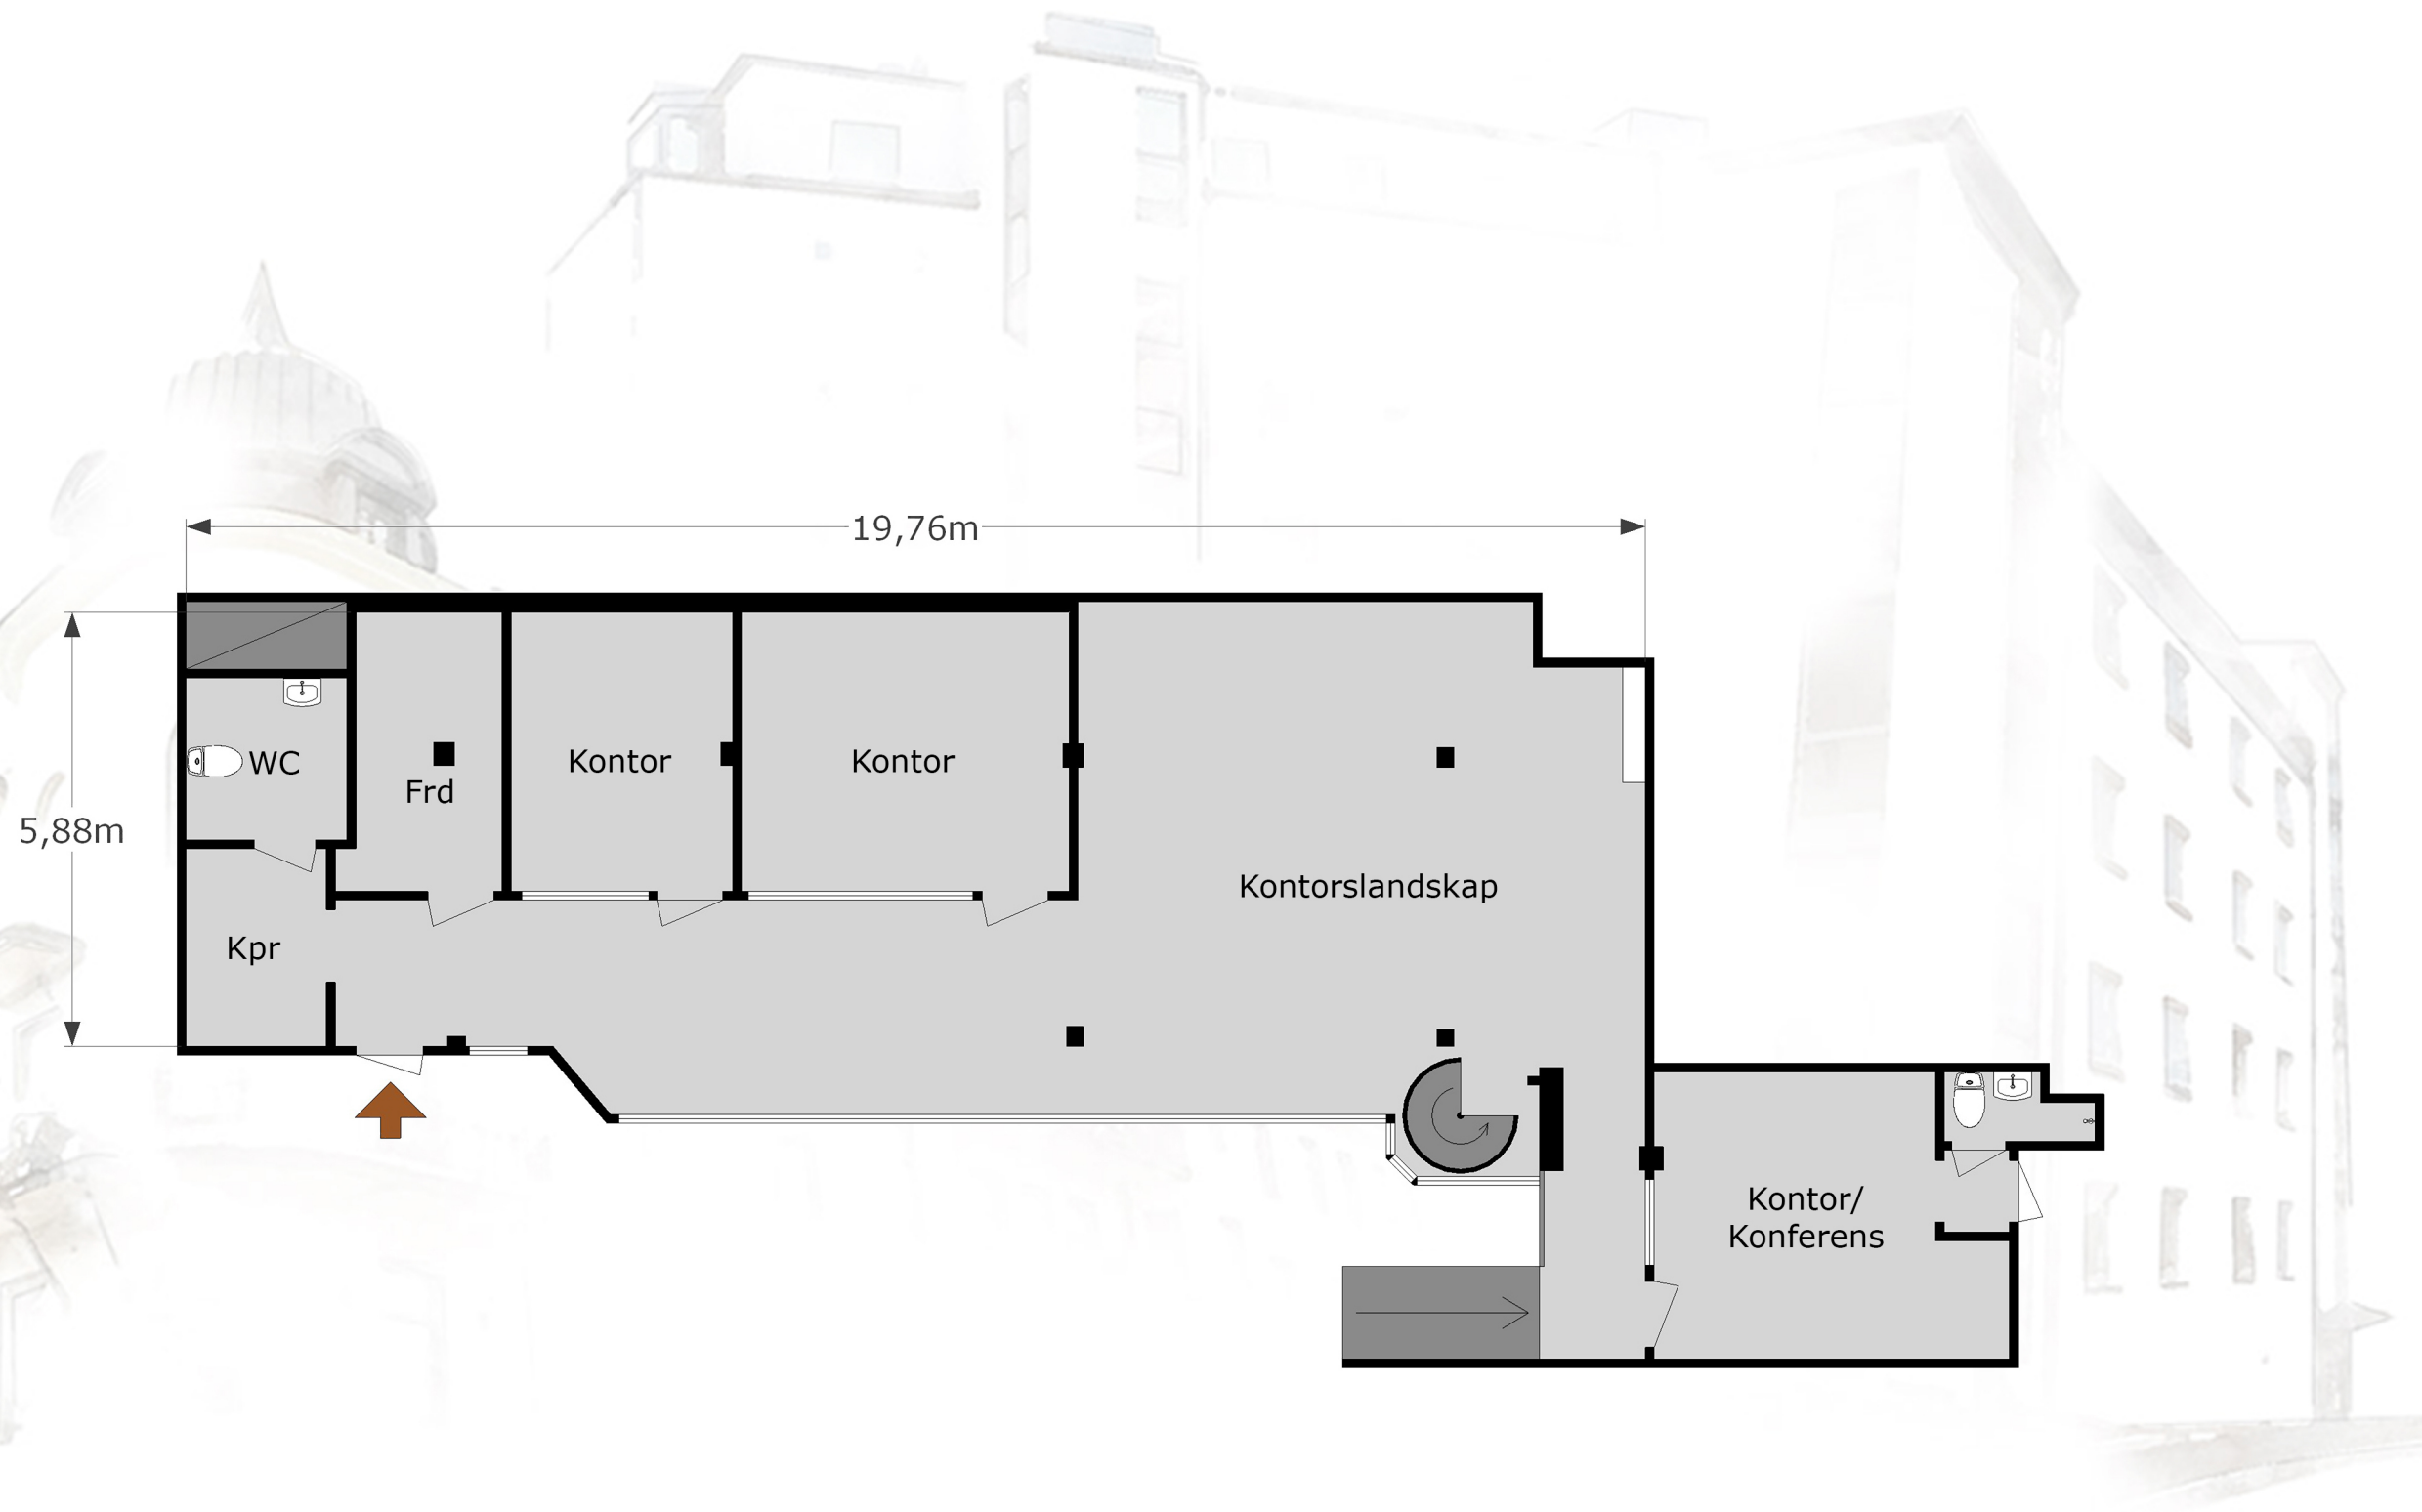 19,76m
5,88m
WC
Frd
Kontor
Kontor
Kontorslandskap
Kpr
Kontor/
Konferens